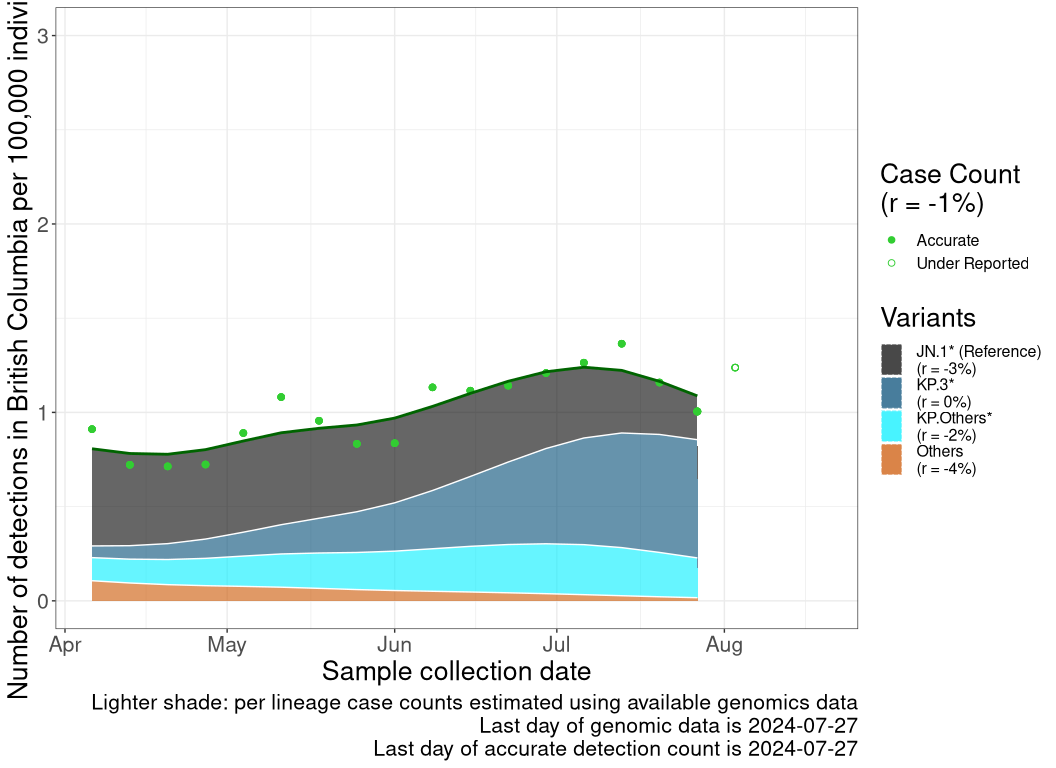 Number of detections in British Columbia per 100,000
3
2
1
0
Apr
May
Jun
Jul
Aug
Sample collection date
Lighter shade: per lineage case counts estimated using available genomics data
Last day of genomic data is 2024-07-27
Last day of accurate detection count is 2024-07-27
Case Count
(r = -1%)
Accurate
Under Reported
Variants
JN.1* (Reference)
(r = -3%)
KP.3*
(r = 0%)
KP.Others*
(r = -2%)
Others
(r = -4%)